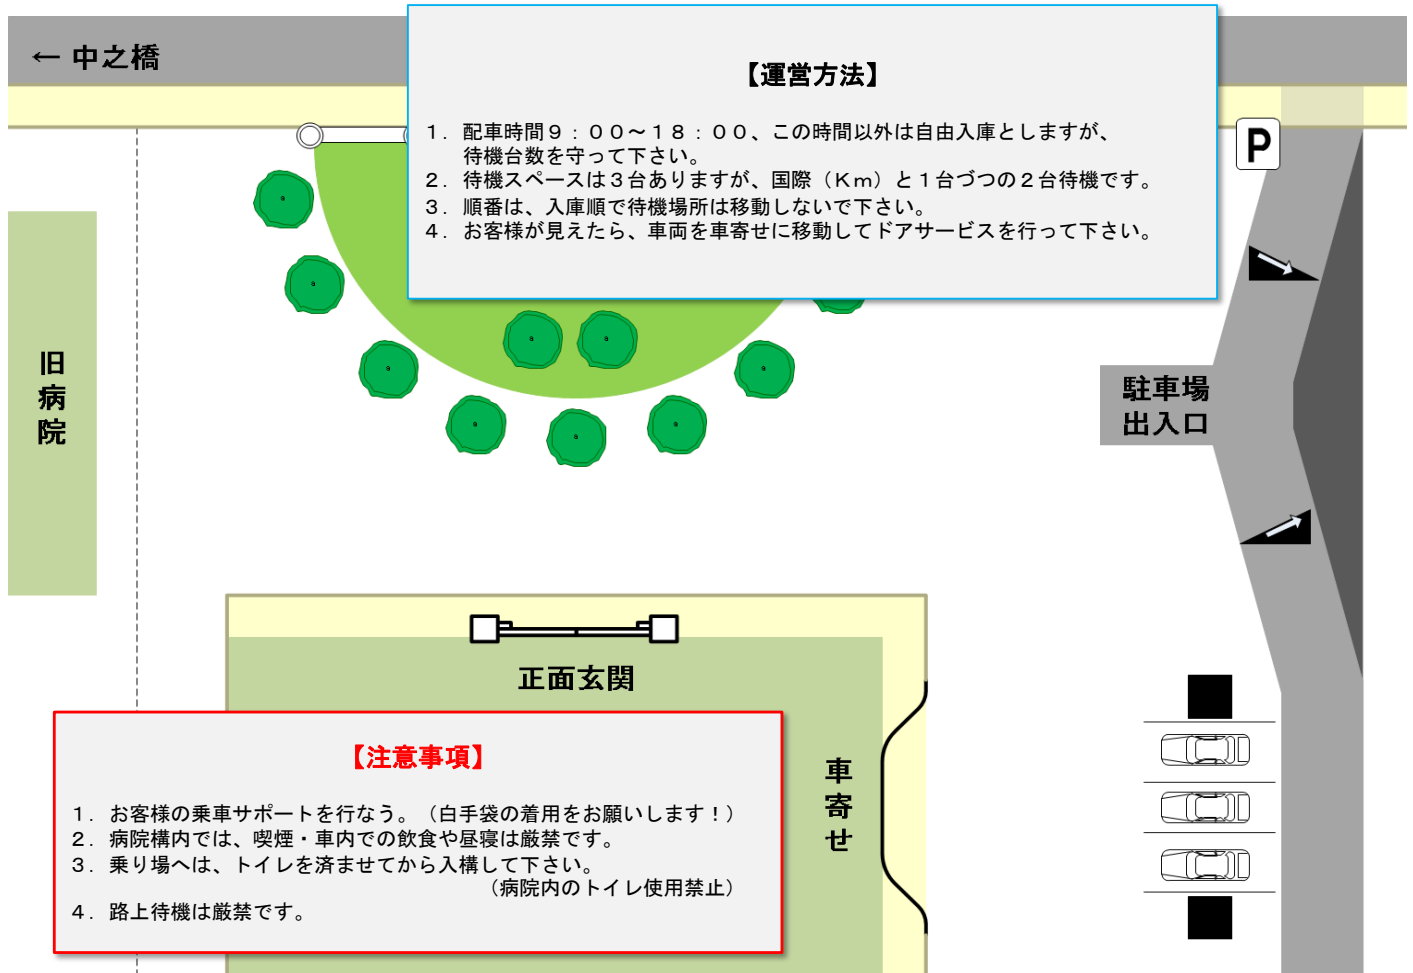 ← 中之橋
【運営方法】
1. 配車時間９：００～１８：００、この時間以外は自由入庫としますが、
待機台数を守って下さい。
2. 待機スペースは３台ありますが、国際（Ｋｍ）と１台づつの２台待機です。
3. 順番は、入庫順で待機場所は移動しないで下さい。
4. お客様が見えたら、車両を車寄せに移動してドアサービスを行って下さい。
P
旧病院
駐車場
出入口
正面玄関
車寄せ
【注意事項】
1. お客様の乗車サポートを行なう。（白手袋の着用をお願いします！）
2. 病院構内では、喫煙・車内での飲食や昼寝は厳禁です。
3. 乗り場へは、トイレを済ませてから入構して下さい。
（病院内のトイレ使用禁止）
4. 路上待機は厳禁です。